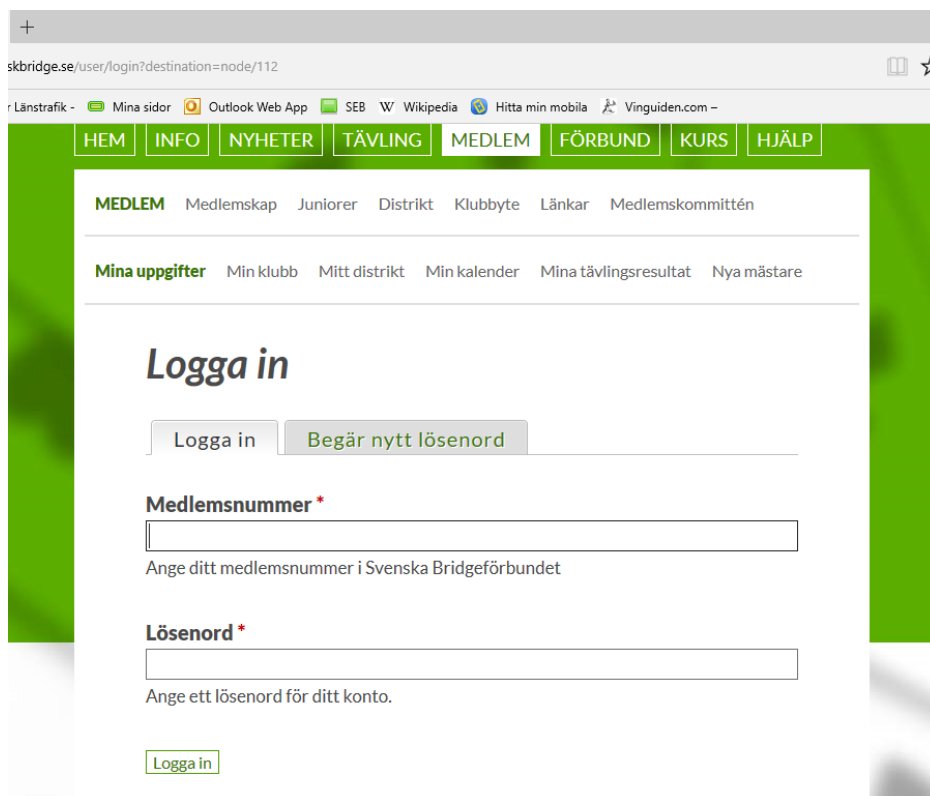 skbridge.se/user/login?destination=node/112
Länstrafik - Mina sidor Outlook Web App SEB W Wikipedia Hitta min mobila Vinguiden.com –
HEM INFO NYHETER TÄVLING MEDLEM FÖRBUND KURS HJÄLP
MEDLEM Medlemskap Juniorer Distrikt Klubbyte Länkar Medlemskommittén
Mina uppgifter Min klubb Mitt distrikt Min kalender Mina tävlingsresultat Nya mästare
Logga in
Logga in Begär nytt lösenord
Medlemsnummer *
Ange ditt medlemsnummer i Svenska Bridgeförbundet
Lösenord *
Ange ett lösenord för ditt konto.
Logga in